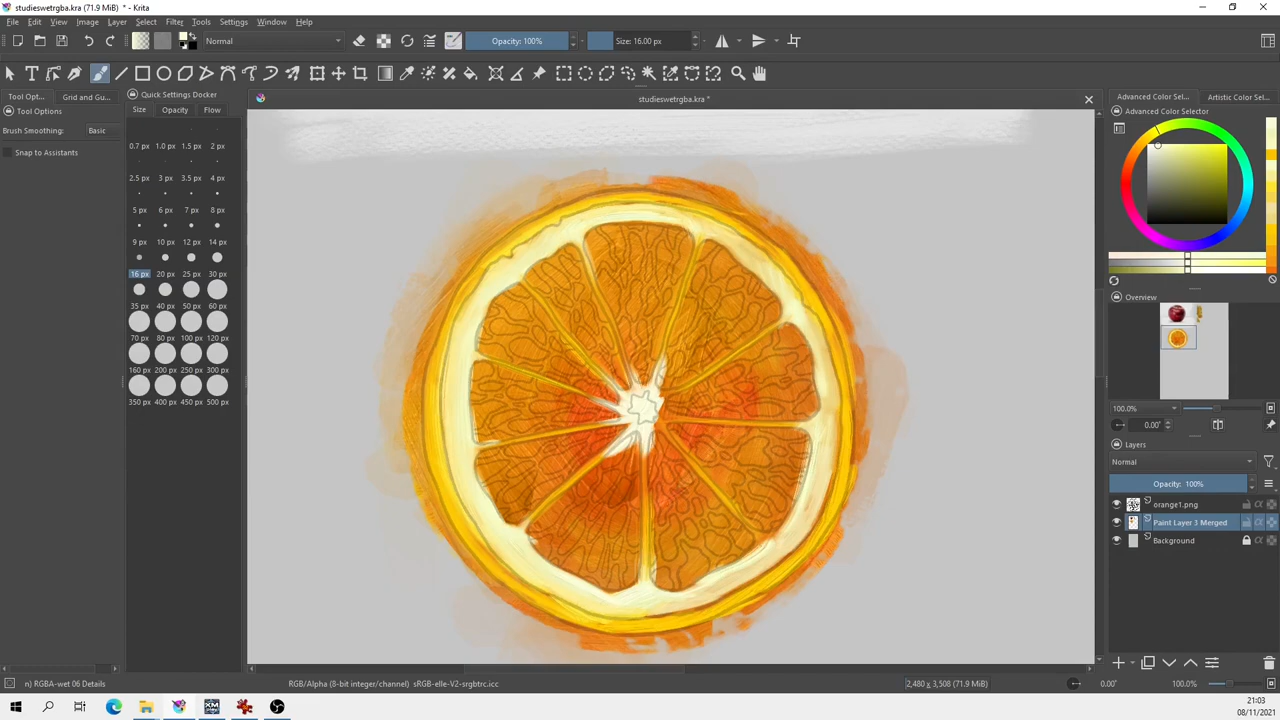 studieswetrgba.kra (71.9 MiB) * - Krita
File Edit View Image Layer Select Filter Tools Settings Window Help
Normal Opacity: 100% Size: 16.00 px
Tool Opt... Grid and Gu...
Tool Options
Brush Smoothing: Basic
Snap to Assistants
Quick Settings Docker
Size Opacity Flow
0.7 px 1.0 px 1.5 px 2 px
2.5 px 3 px 3.5 px 4 px
5 px 6 px 7 px 8 px
9 px 10 px 12 px 14 px
16 px 20 px 25 px 30 px
35 px 40 px 50 px 60 px
70 px 80 px 100 px 120 px
160 px 200 px 250 px 300 px
350 px 400 px 450 px 500 px
studieswetrgba.kra *
Advanced Color Sel... Artistic Color Sel...
Advanced Color Selector
Overview
100.0%
0.00°
Layers
Normal
Opacity: 100%
orange1.png
Paint Layer 3 Merged
Background
n) RGBA-wet 06 Details
RGB/Alpha (8-bit integer/channel) sRGB-elle-V2-srgbtrc.icc
2,480 x 3,508 (71.9 MiB)
0.00°
100.0%
21:03
08/11/2021